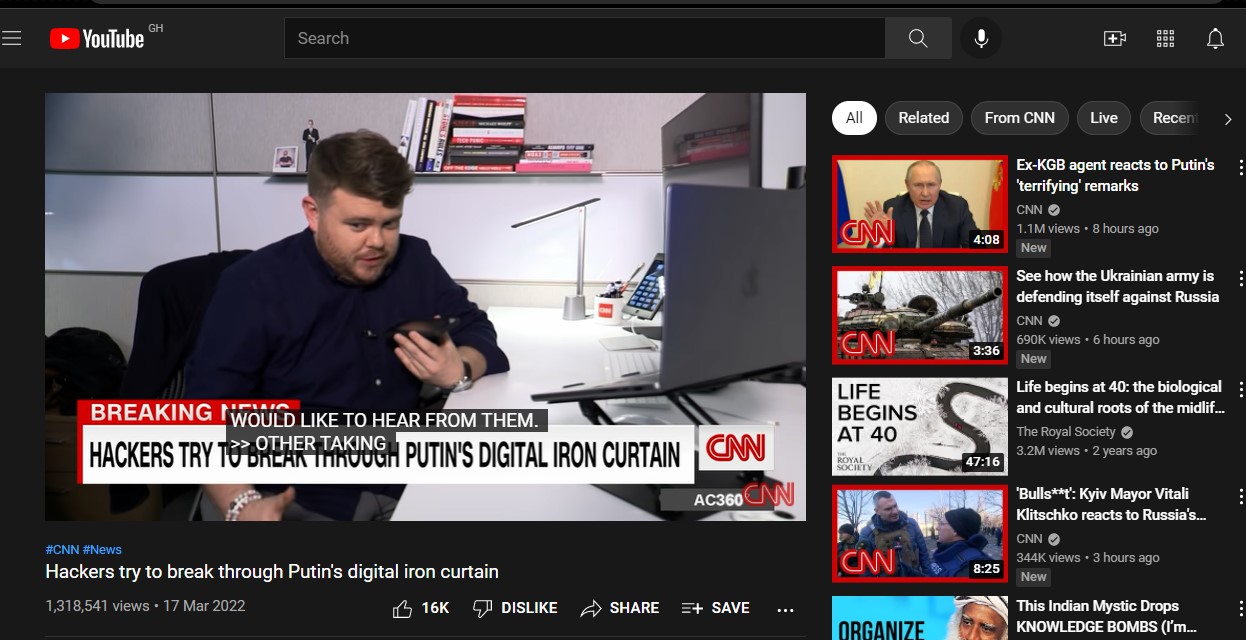 YouTube GH
Search
BREAKING NEWS
WOULD LIKE TO HEAR FROM THEM.
>> OTHER TAKING
HACKERS TRY TO BREAK THROUGH PUTIN'S DIGITAL IRON CURTAIN
CNN
AC360
CNN
#CNN #News
Hackers try to break through Putin's digital iron curtain
1,318,541 views • 17 Mar 2022
16K
DISLIKE
SHARE
SAVE
All
Related
From CNN
Live
Recen
CNN
4:08
Ex-KGB agent reacts to Putin's
'terrifying' remarks
CNN
1.1M views • 8 hours ago
New
CNN
3:36
See how the Ukrainian army is
defending itself against Russia
CNN
690K views • 6 hours ago
New
LIFE
BEGINS
AT 40
THE
ROYAL
SOCIETY
47:16
Life begins at 40: the biological
and cultural roots of the midlif...
The Royal Society
3.2M views • 2 years ago
CNN
8:25
'Bulls**t': Kyiv Mayor Vitali
Klitschko reacts to Russia's...
CNN
344K views • 3 hours ago
New
ORGANIZE
This Indian Mystic Drops
KNOWLEDGE BOMBS (I'm...